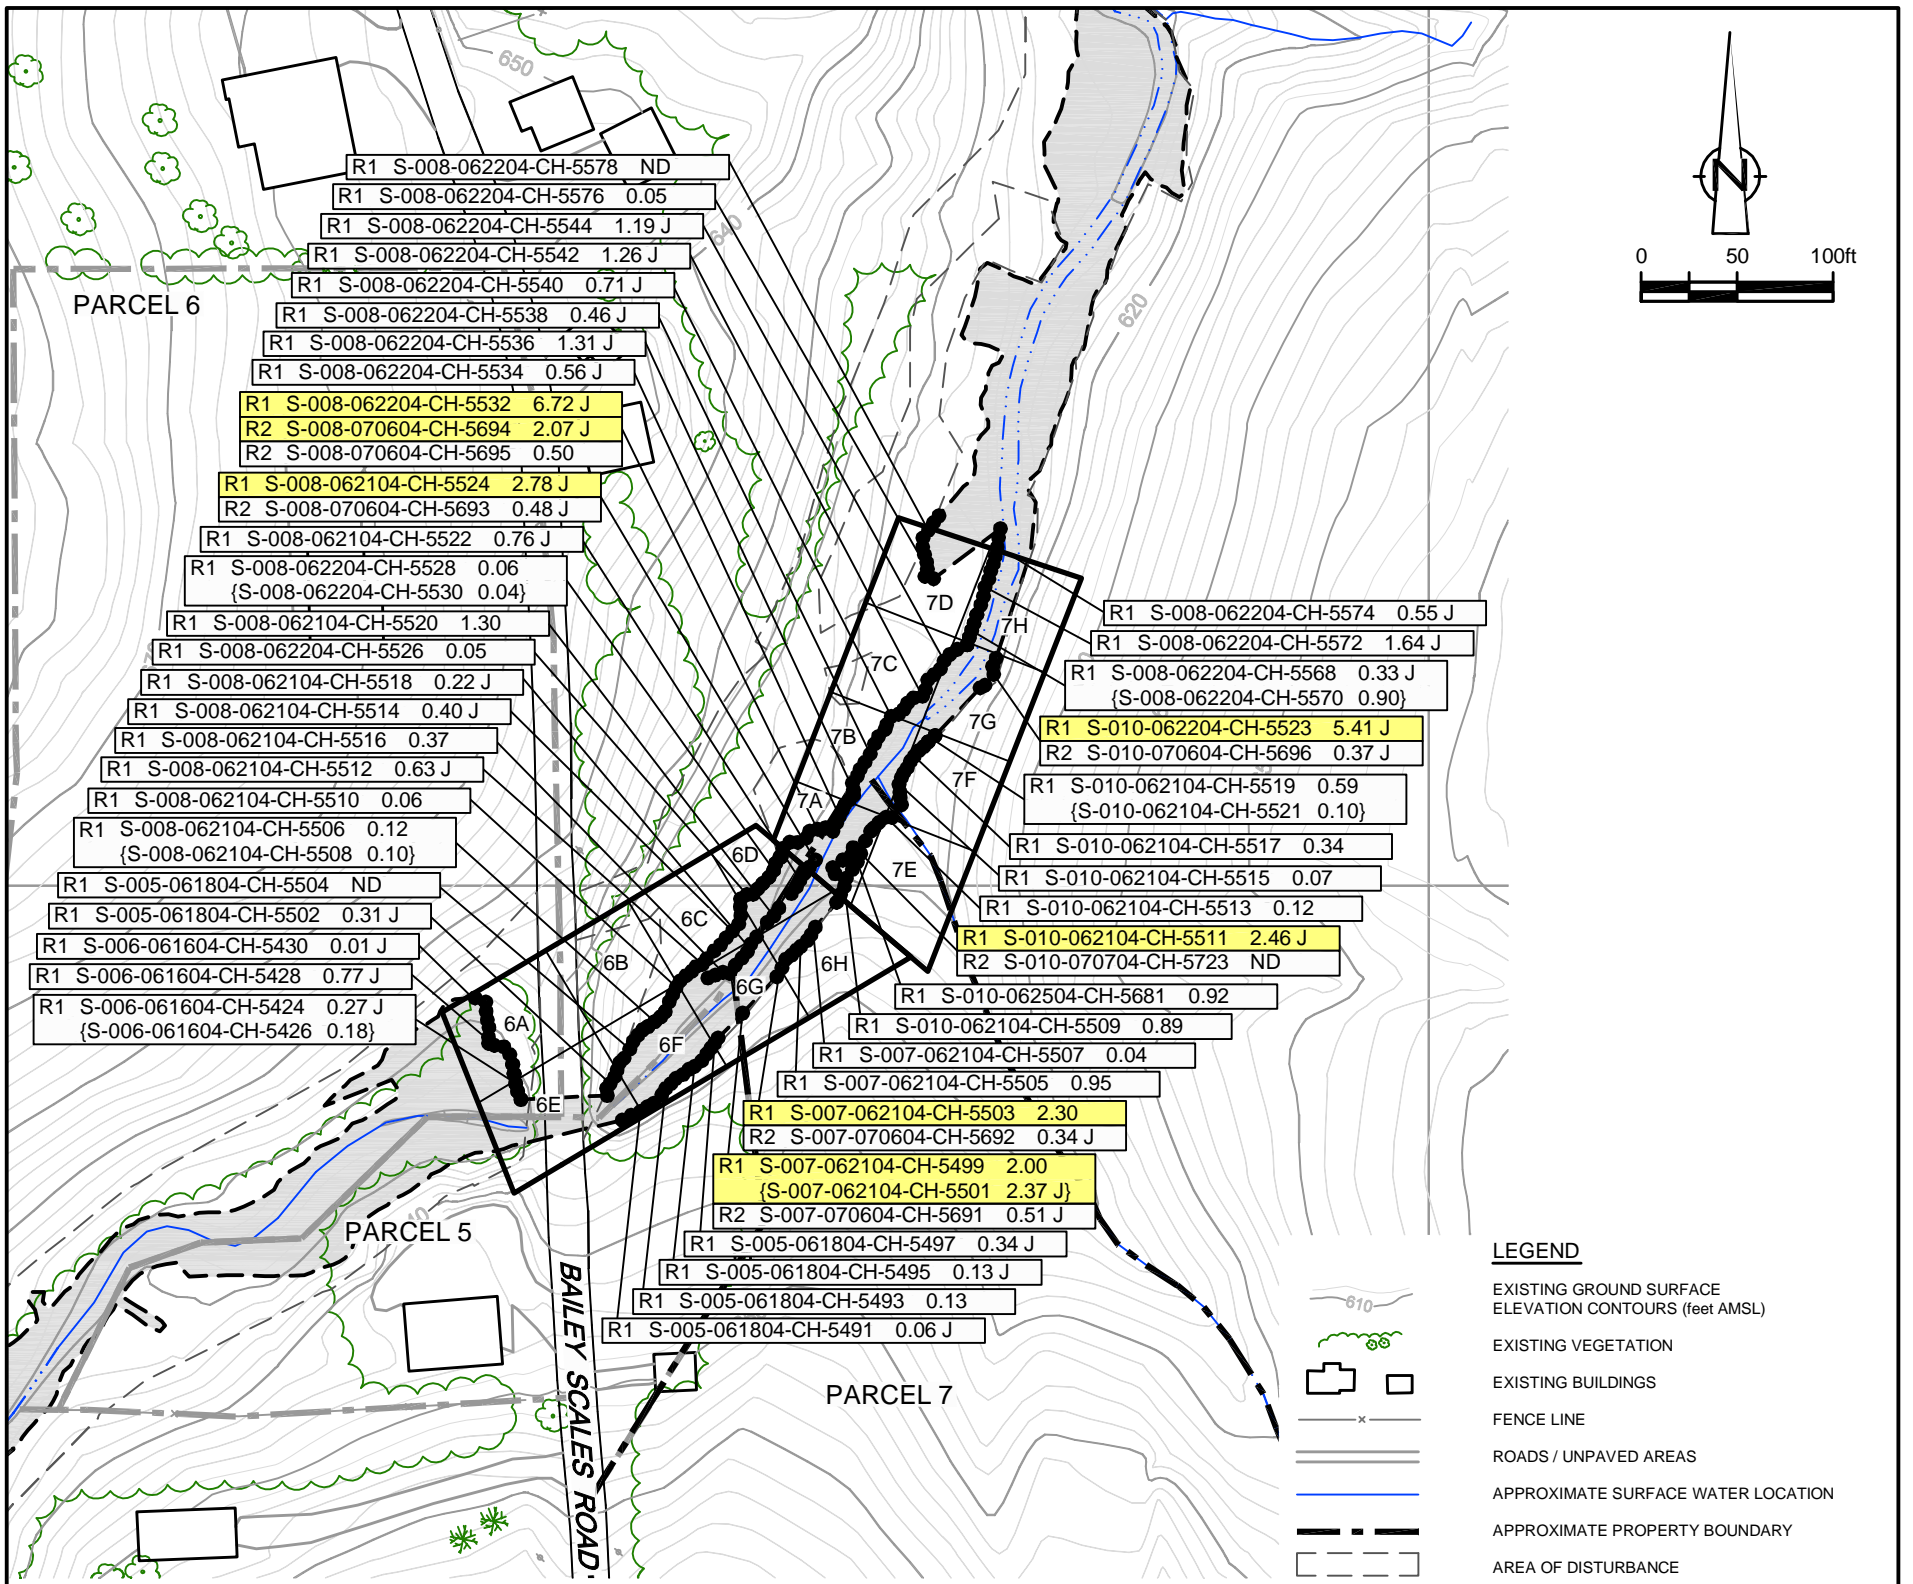 650
640
620
610
N
0 50 100ft
PARCEL 6
R1 S-008-062204-CH-5578 ND
R1 S-008-062204-CH-5576 0.05
R1 S-008-062204-CH-5544 1.19 J
R1 S-008-062204-CH-5542 1.26 J
R1 S-008-062204-CH-5540 0.71 J
R1 S-008-062204-CH-5538 0.46 J
R1 S-008-062204-CH-5536 1.31 J
R1 S-008-062204-CH-5534 0.56 J
R1 S-008-062204-CH-5532 6.72 J
R2 S-008-070604-CH-5694 2.07 J
R2 S-008-070604-CH-5695 0.50
R1 S-008-062104-CH-5524 2.78 J
R2 S-008-070604-CH-5693 0.48 J
R1 S-008-062104-CH-5522 0.76 J
R1 S-008-062204-CH-5528 0.06
{S-008-062204-CH-5530 0.04}
R1 S-008-062104-CH-5520 1.30
R1 S-008-062204-CH-5526 0.05
R1 S-008-062104-CH-5518 0.22 J
R1 S-008-062104-CH-5514 0.40 J
R1 S-008-062104-CH-5516 0.37
R1 S-008-062104-CH-5512 0.63 J
R1 S-008-062104-CH-5510 0.06
R1 S-008-062104-CH-5506 0.12
{S-008-062104-CH-5508 0.10}
R1 S-005-061804-CH-5504 ND
R1 S-005-061804-CH-5502 0.31 J
R1 S-006-061604-CH-5430 0.01 J
R1 S-006-061604-CH-5428 0.77 J
R1 S-006-061604-CH-5424 0.27 J
{S-006-061604-CH-5426 0.18}
7D
7H
7C
7G
7B
7F
7A
7E
6D
6C
6H
6B
6G
6A
6F
6E
R1 S-008-062204-CH-5574 0.55 J
R1 S-008-062204-CH-5572 1.64 J
R1 S-008-062204-CH-5568 0.33 J
{S-008-062204-CH-5570 0.90}
R1 S-010-062204-CH-5523 5.41 J
R2 S-010-070604-CH-5696 0.37 J
R1 S-010-062104-CH-5519 0.59
{S-010-062104-CH-5521 0.10}
R1 S-010-062104-CH-5517 0.34
R1 S-010-062104-CH-5515 0.07
R1 S-010-062104-CH-5513 0.12
R1 S-010-062104-CH-5511 2.46 J
R2 S-010-070704-CH-5723 ND
R1 S-010-062504-CH-5681 0.92
R1 S-010-062104-CH-5509 0.89
R1 S-007-062104-CH-5507 0.04
R1 S-007-062104-CH-5505 0.95
R1 S-007-062104-CH-5503 2.30
R2 S-007-070604-CH-5692 0.34 J
R1 S-007-062104-CH-5499 2.00
{S-007-062104-CH-5501 2.37 J}
R2 S-007-070604-CH-5691 0.51 J
R1 S-005-061804-CH-5497 0.34 J
R1 S-005-061804-CH-5495 0.13 J
R1 S-005-061804-CH-5493 0.13
R1 S-005-061804-CH-5491 0.06 J
PARCEL 5
BAILEY SCALES ROAD
PARCEL 7
LEGEND
EXISTING GROUND SURFACE
ELEVATION CONTOURS (feet AMSL)
EXISTING VEGETATION
EXISTING BUILDINGS
FENCE LINE
ROADS / UNPAVED AREAS
APPROXIMATE SURFACE WATER LOCATION
APPROXIMATE PROPERTY BOUNDARY
AREA OF DISTURBANCE